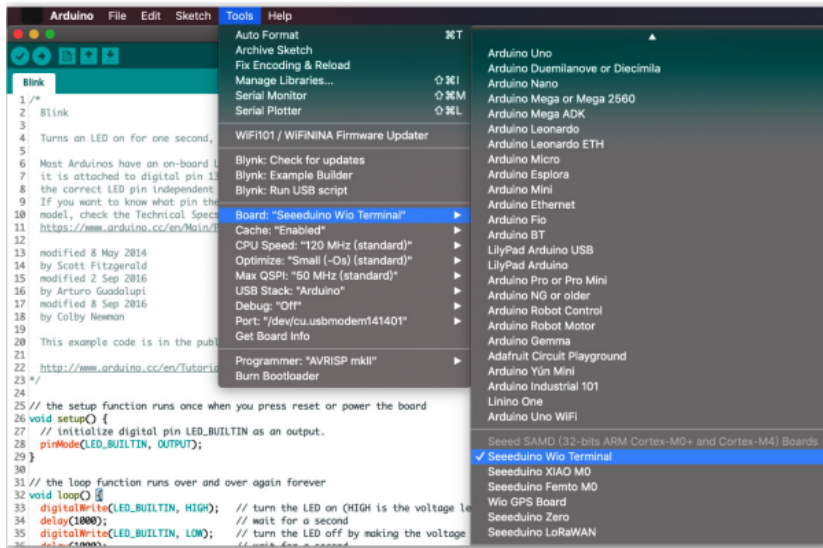 Arduino File Edit Sketch Tools Help
Blink
1 /*
2 Blink
3
4 Turns an LED on for one second,
5
6 Most Arduinos have an on-board
7 it is attached to digital pin 13
8 the correct LED pin independent
9 If you want to know what pin the
10 model, check the Technical Specs
11 https://www.arduino.cc/en/Main/P
12
13 modified 8 May 2014
14 by Scott Fitzgerald
15 modified 2 Sep 2016
16 by Arturo Guadalupi
17 modified 8 Sep 2016
18 by Colby Newman
19
20 This example code is in the publ
21
22 http://www.arduino.cc/en/Tutoria
23 */
24
25 // the setup function runs once when you press reset or power the board
26 void setup() {
27 // initialize digital pin LED_BUILTIN as an output.
28 pinMode(LED_BUILTIN, OUTPUT);
29 }
30
31 // the loop function runs over and over again forever
32 void loop() {
33 digitalWrite(LED_BUILTIN, HIGH); // turn the LED on (HIGH is the voltage le
34 delay(1000); // wait for a second
35 digitalWrite(LED_BUILTIN, LOW); // turn the LED off by making the voltage
Auto Format ⌘T
Archive Sketch
Fix Encoding & Reload
Manage Libraries... ⇧⌘I
Serial Monitor ⇧⌘M
Serial Plotter ⇧⌘L
WiFi101 / WiFiNINA Firmware Updater
Blynk: Check for updates
Blynk: Example Builder
Blynk: Run USB script
Board: "Seeeduino Wio Terminal"
Cache: "Enabled"
CPU Speed: "120 MHz (standard)"
Optimize: "Small (-Os) (standard)"
Max QSPI: "50 MHz (standard)"
USB Stack: "Arduino"
Debug: "Off"
Port: "/dev/cu.usbmodem141401"
Get Board Info
Programmer: "AVRISP mkII"
Burn Bootloader
Arduino Uno
Arduino Duemilanove or Diecimila
Arduino Nano
Arduino Mega or Mega 2560
Arduino Mega ADK
Arduino Leonardo
Arduino Leonardo ETH
Arduino Micro
Arduino Esplora
Arduino Mini
Arduino Ethernet
Arduino Fio
Arduino BT
LilyPad Arduino USB
LilyPad Arduino
Arduino Pro or Pro Mini
Arduino NG or older
Arduino Robot Control
Arduino Robot Motor
Arduino Gemma
Adafruit Circuit Playground
Arduino Yún Mini
Arduino Industrial 101
Linino One
Arduino Uno WiFi
Seeed SAMD (32-bits ARM Cortex-M0+ and Cortex-M4) Boards
✓ Seeeduino Wio Terminal
Seeeduino XIAO M0
Seeeduino Femto M0
Wio GPS Board
Seeeduino Zero
Seeeduino LoRaWAN